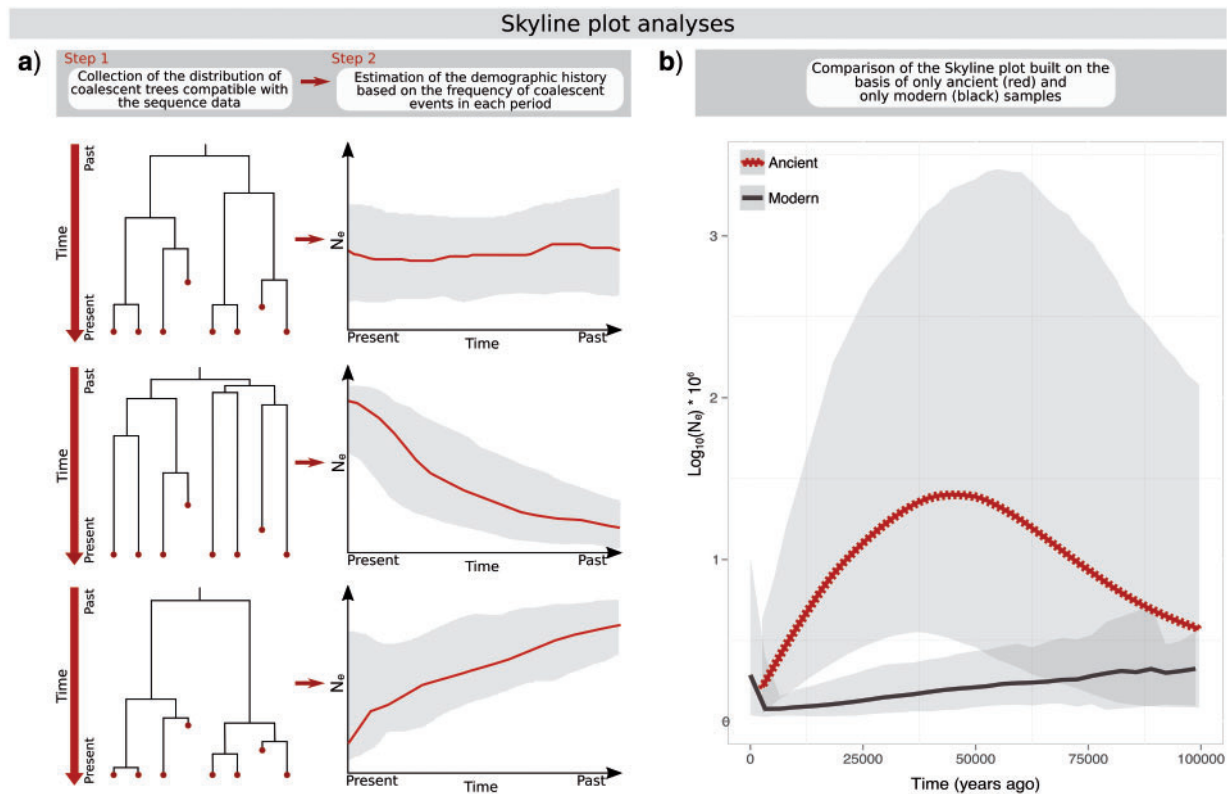 Skyline plot analyses
a)
Step 1
Step 2
Collection of the distribution of
coalescent trees compatible with
the sequence data
Estimation of the demographic history
based on the frequency of coalescent
events in each period
Past
Time
Present
Nₑ
Present
Time
Past
Past
Time
Present
Nₑ
Present
Time
Past
Past
Time
Present
Nₑ
Present
Time
Past
b)
Comparison of the Skyline plot built on the
basis of only ancient (red) and
only modern (black) samples
Ancient
Modern
Log₁₀(Nₑ) * 10⁶
3
2
1
0
0
25000
50000
75000
100000
Time (years ago)